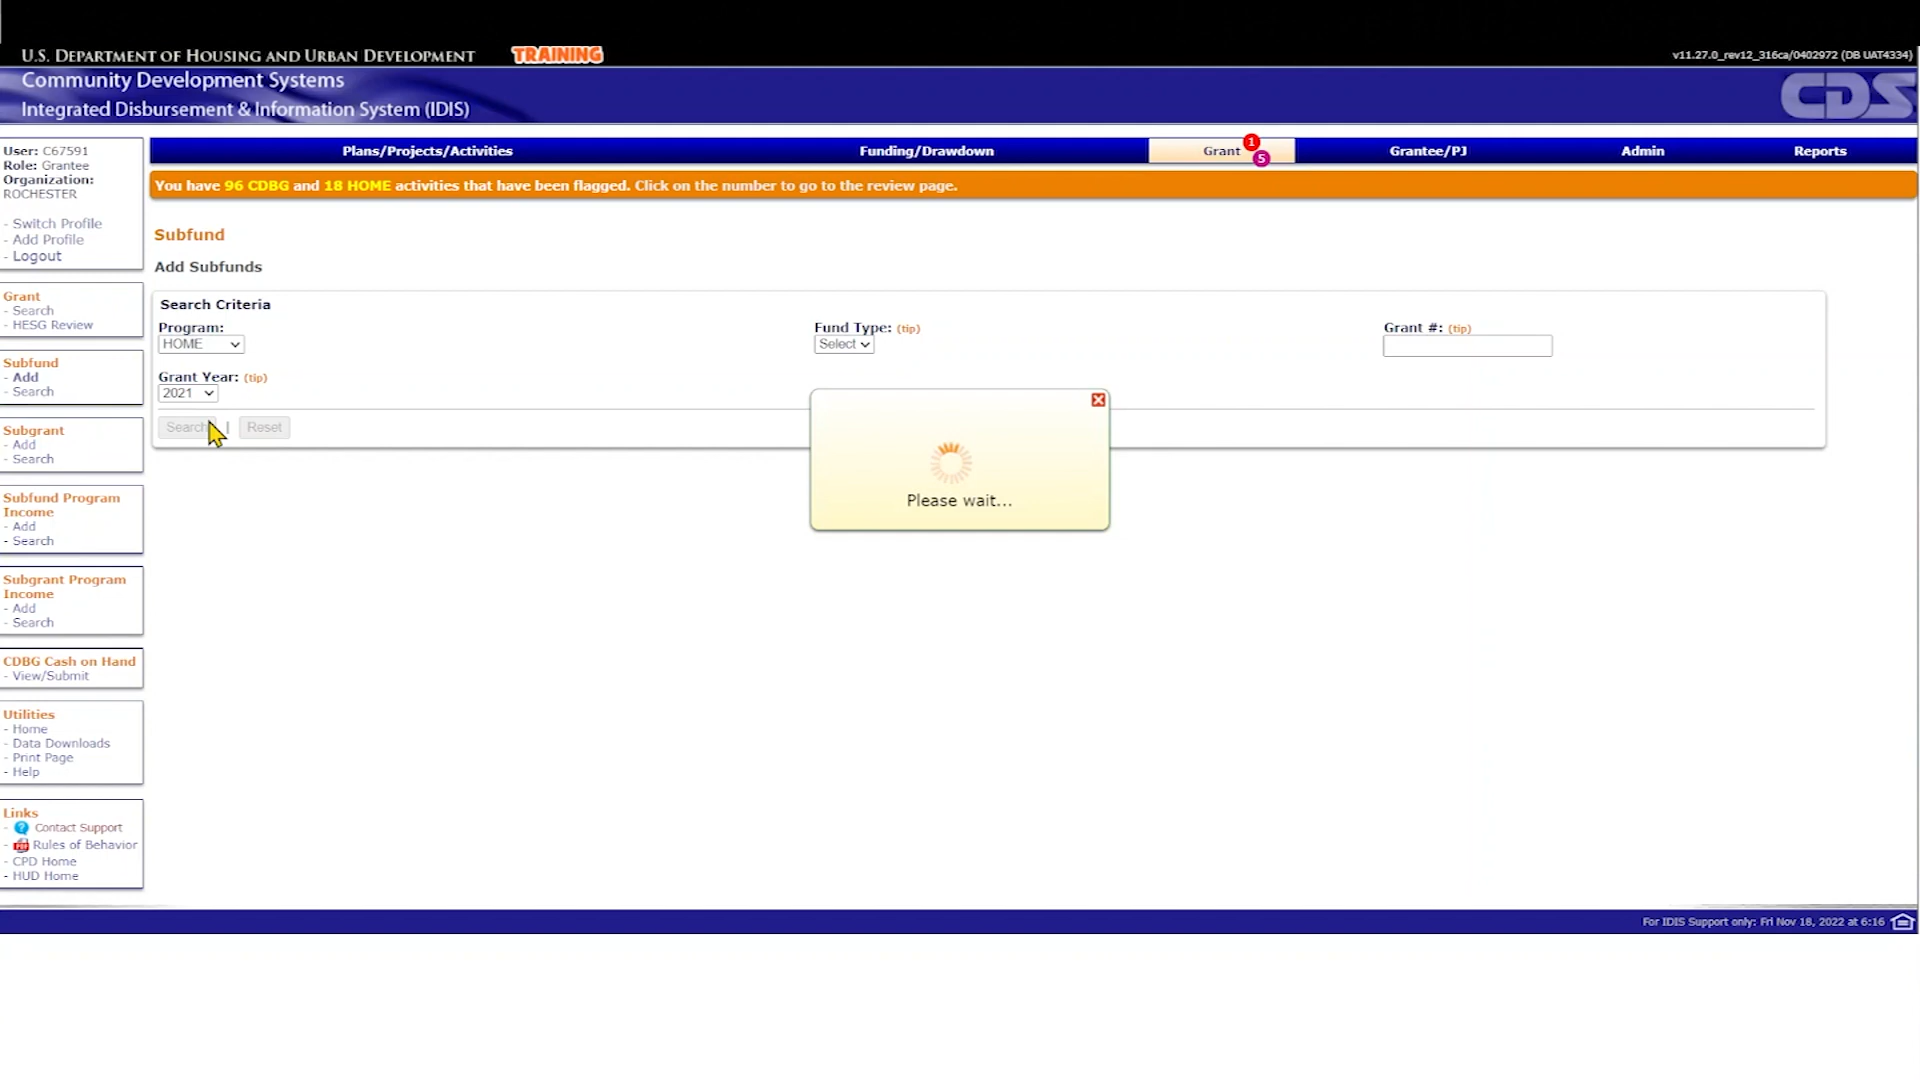 U.S. DEPARTMENT OF HOUSING AND URBAN DEVELOPMENT TRAINING v11.27.0_rev12_316ca/0402972 (DB UAT4334)
Community Development Systems
Integrated Disbursement & Information System (IDIS)
CDS
User: C67591
Role: Grantee
Organization:
ROCHESTER
- Switch Profile
- Add Profile
- Logout
Grant
- Search
- HESG Review
Subfund
- Add
- Search
Subgrant
- Add
- Search
Subfund Program
Income
- Add
- Search
Subgrant Program
Income
- Add
- Search
CDBG Cash on Hand
- View/Submit
Utilities
- Home
- Data Downloads
- Print Page
- Help
Links
- ? Contact Support
- Rules of Behavior
- CPD Home
- HUD Home
Plans/Projects/Activities Funding/Drawdown Grant 1 5 Grantee/PJ Admin Reports
You have 96 CDBG and 18 HOME activities that have been flagged. Click on the number to go to the review page.
Subfund
Add Subfunds
Search Criteria
Program: Fund Type: (tip) Grant #: (tip)
HOME Select
Grant Year: (tip)
2021
Search | Reset
Please wait...
For IDIS Support only: Fri Nov 18, 2022 at 6:16